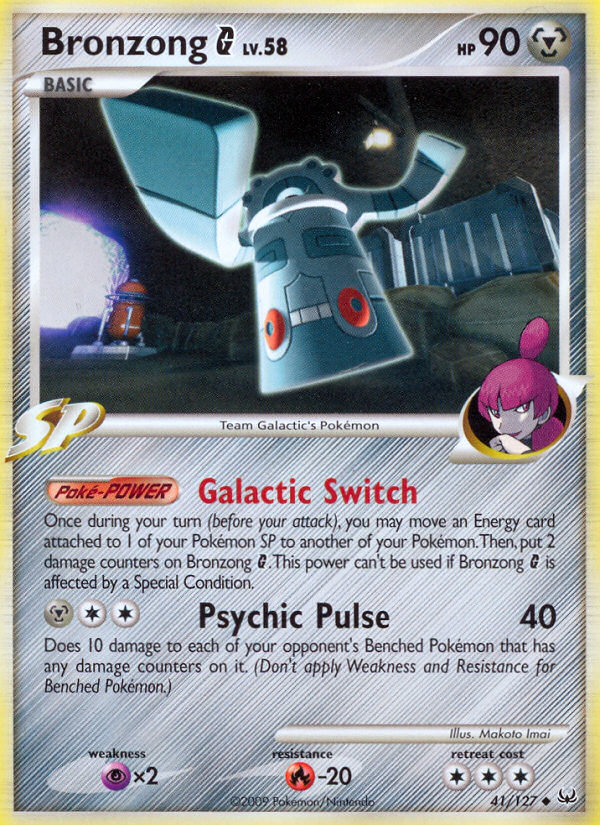 Bronzong G LV.58 HP 90
BASIC
SP
Team Galactic's Pokémon
Poké-POWER Galactic Switch
Once during your turn (before your attack), you may move an Energy card
attached to 1 of your Pokémon SP to another of your Pokémon. Then, put 2
damage counters on Bronzong G. This power can't be used if Bronzong G is
affected by a Special Condition.
Psychic Pulse 40
Does 10 damage to each of your opponent's Benched Pokémon that has
any damage counters on it. (Don't apply Weakness and Resistance for
Benched Pokémon.)
Illus. Makoto Imai
weakness resistance retreat cost
×2 -20
©2009 Pokémon/Nintendo 41/127